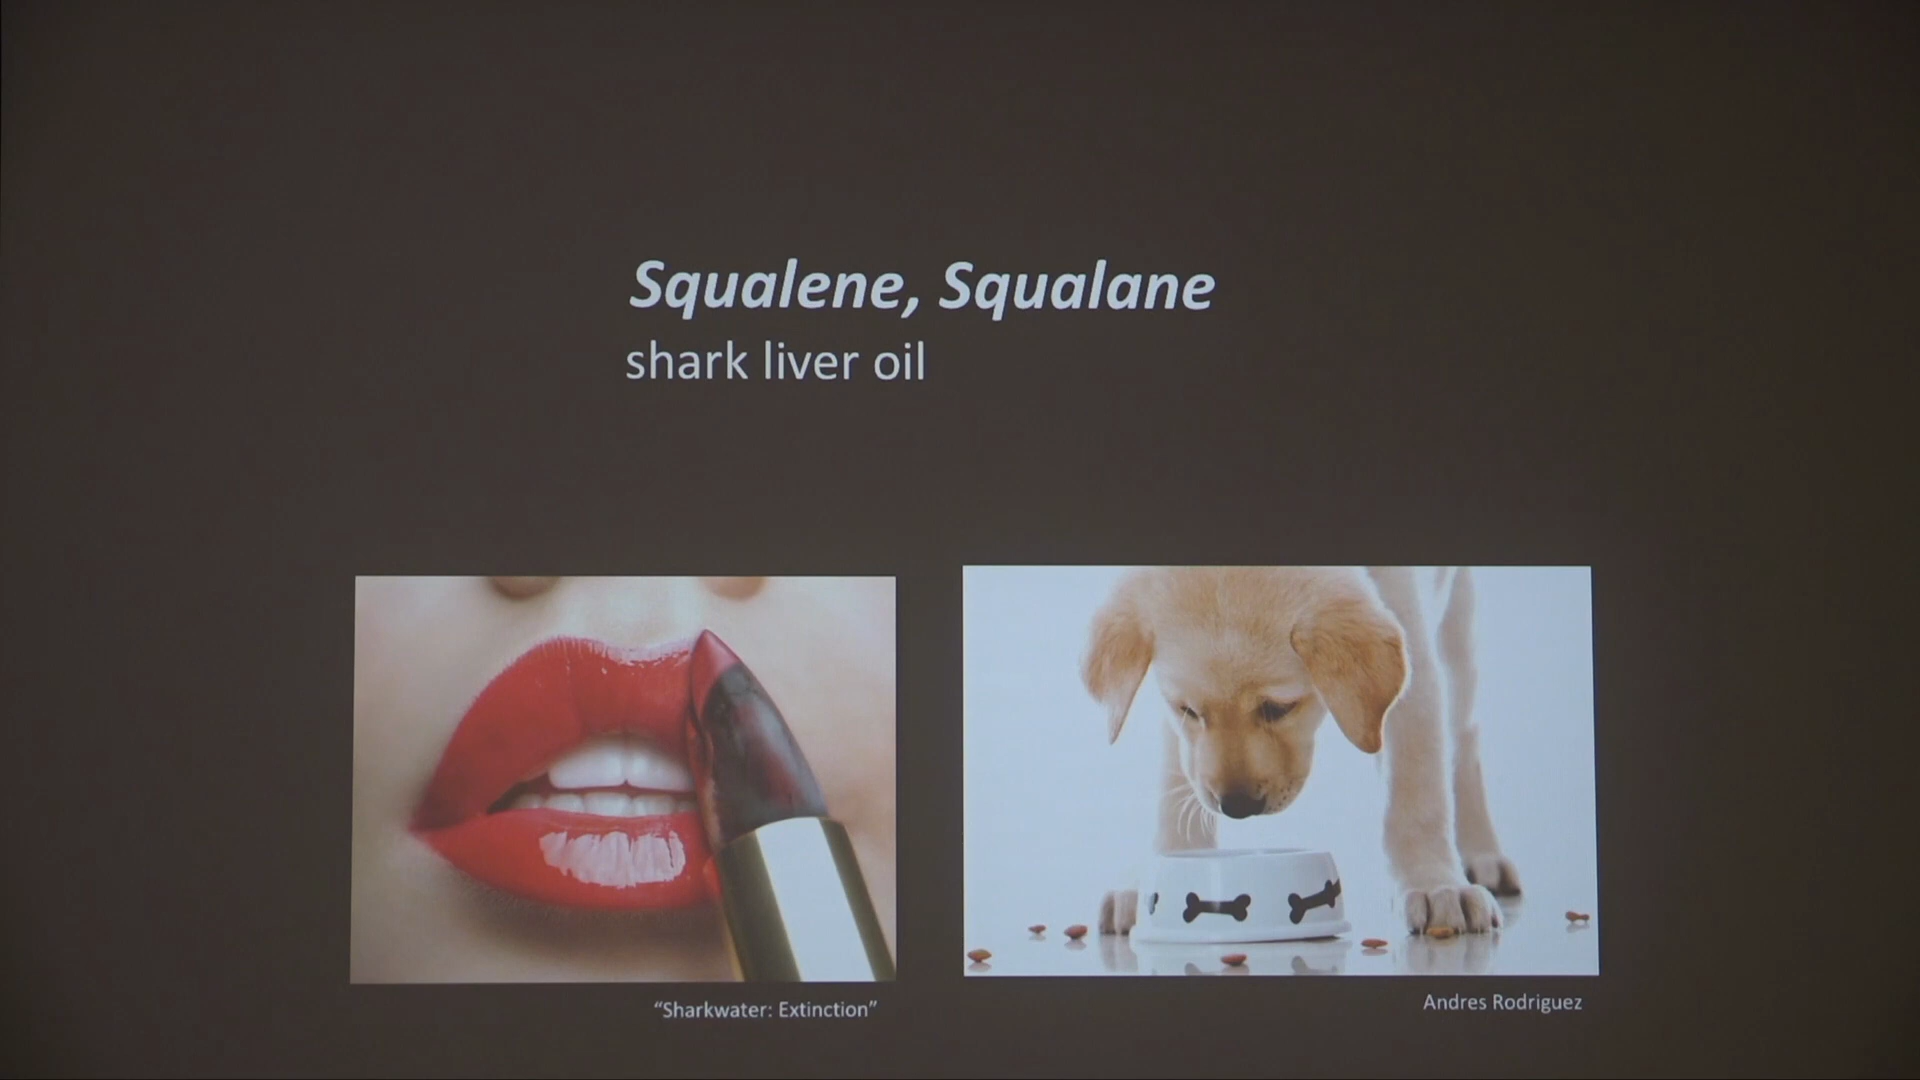 Squalene, Squalane
shark liver oil
“Sharkwater: Extinction”
Andres Rodriguez